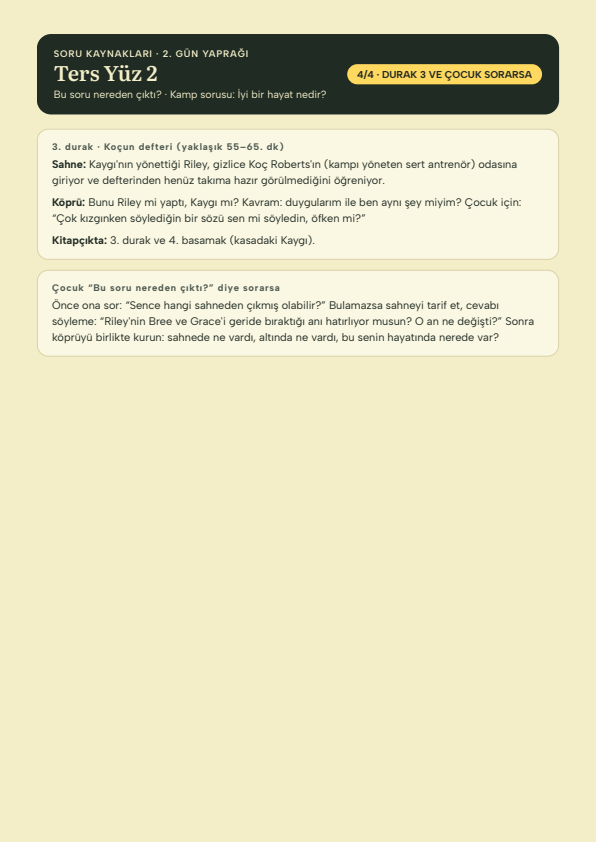 SORU KAYNAKLARI · 2. GÜN YAPRAĞI
Ters Yüz 2
4/4 · DURAK 3 VE ÇOCUK SORARSA
Bu soru nereden çıktı? · Kamp sorusu: İyi bir hayat nedir?
3. durak · Koçun defteri (yaklaşık 55–65. dk)
Sahne: Kaygı'nın yönettiği Riley, gizlice Koç Roberts'ın (kampı yöneten sert antrenör) odasına
giriyor ve defterinden henüz takıma hazır görülmediğini öğreniyor.
Köprü: Bunu Riley mi yaptı, Kaygı mı? Kavram: duygularım ile ben aynı şey miyim? Çocuk için:
“Çok kızgınken söylediğin bir sözü sen mi söyledin, öfken mi?”
Kitapçıkta: 3. durak ve 4. basamak (kasadaki Kaygı).
Çocuk “Bu soru nereden çıktı?” diye sorarsa
Önce ona sor: “Sence hangi sahneden çıkmış olabilir?” Bulamazsa sahneyi tarif et, cevabı
söyleme: “Riley'nin Bree ve Grace'i geride bıraktığı anı hatırlıyor musun? O an ne değişti?” Sonra
köprüyü birlikte kurun: sahnede ne vardı, altında ne vardı, bu senin hayatında nerede var?